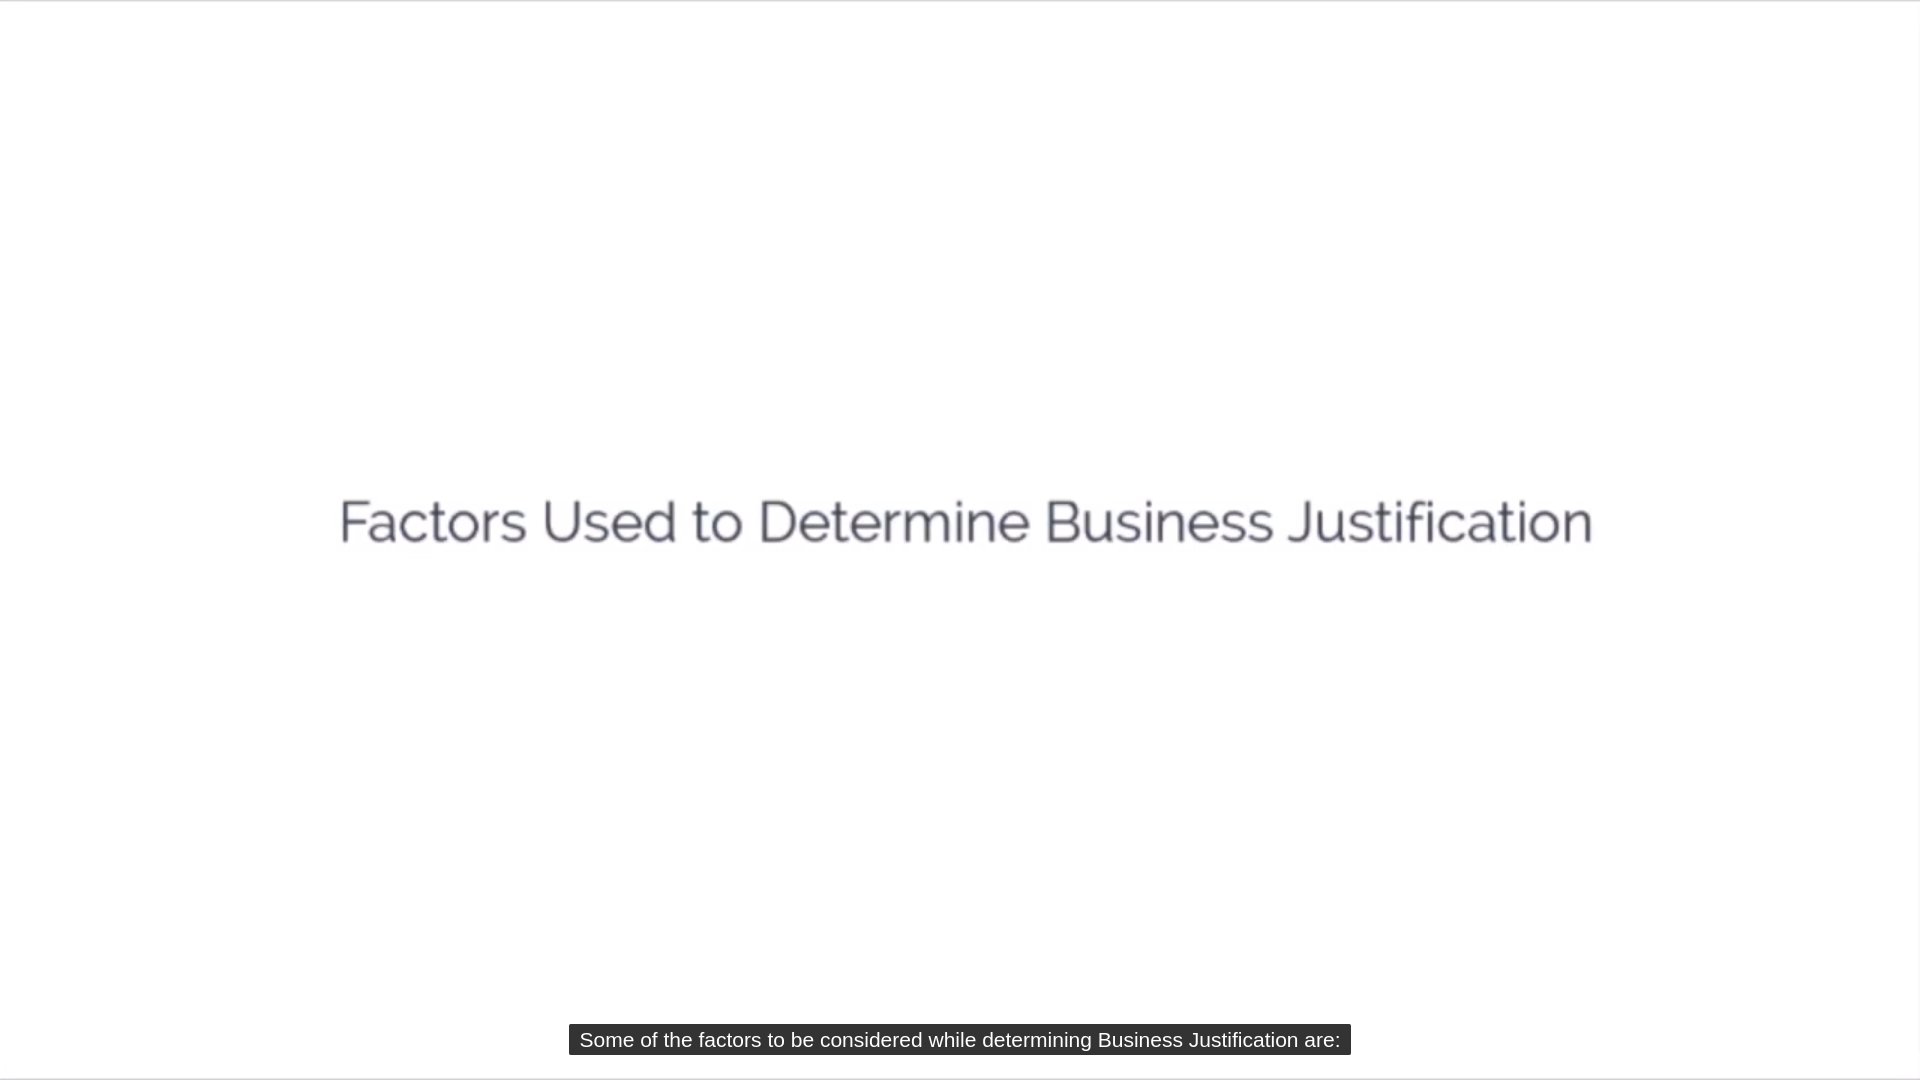 Factors Used to Determine Business Justification
Some of the factors to be considered while determining Business Justification are: